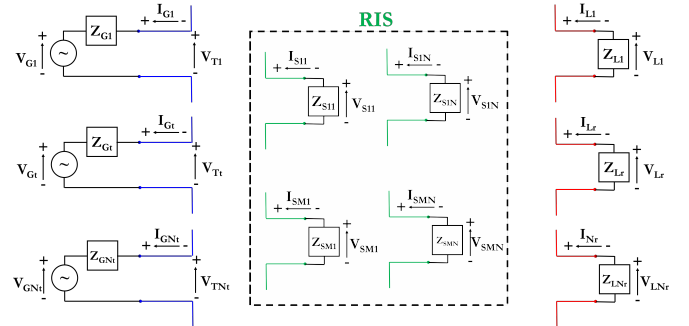 RIS
I_G1
+ -
Z_G1
+
V_G1
~
-
+
V_T1
-
I_Gt
+ -
Z_Gt
+
V_Gt
~
-
+
V_Tt
-
I_GNt
+ -
Z_GNt
+
V_GNt
~
-
+
V_TNt
-
I_S11
+ -
Z_S11
+
V_S11
-
I_S1N
+ -
Z_S1N
+
V_S1N
-
I_SM1
+ -
Z_SM1
+
V_SM1
-
I_SMN
+ -
Z_SMN
+
V_SMN
-
I_L1
+ -
Z_L1
+
V_L1
-
I_Lr
+ -
Z_Lr
+
V_Lr
-
I_Nr
+ -
Z_LNr
+
V_LNr
-